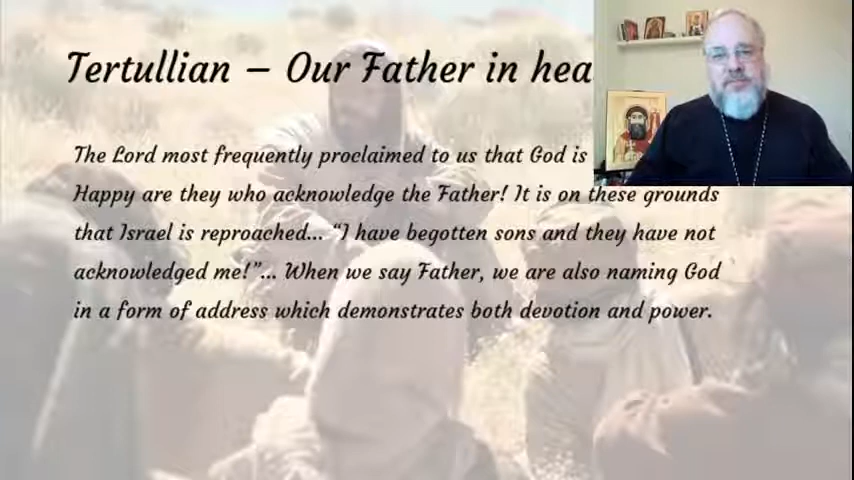 Tertullian – Our Father in hea
The Lord most frequently proclaimed to us that God is
Happy are they who acknowledge the Father! It is on these grounds
that Israel is reproached... “I have begotten sons and they have not
acknowledged me!”... When we say Father, we are also naming God
in a form of address which demonstrates both devotion and power.